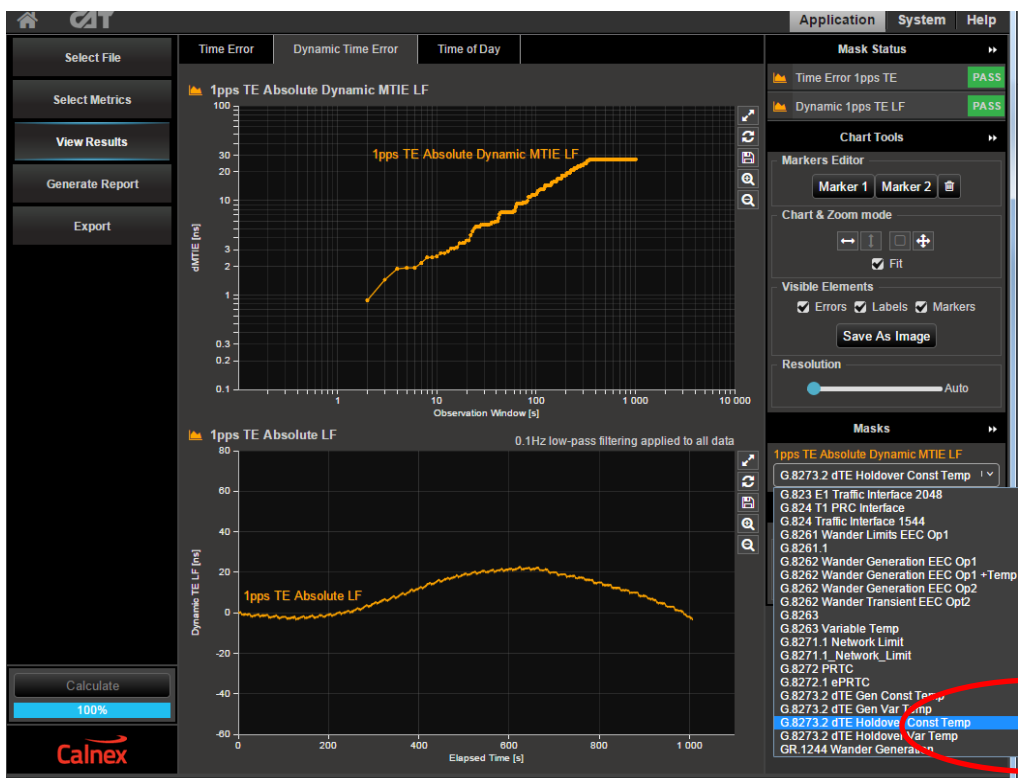 CAT
Application System Help
Select File
Select Metrics
View Results
Generate Report
Export
Calculate
100%
Calnex
Time Error Dynamic Time Error Time of Day
1pps TE Absolute Dynamic MTIE LF
100
30
20
10
3
2
1
0.3
0.2
0.1
dMTIE [ns]
1pps TE Absolute Dynamic MTIE LF
1 10 100 1 000 10 000
Observation Window [s]
1pps TE Absolute LF
0.1Hz low-pass filtering applied to all data
80
60
40
20
0
-20
-40
-60
Dynamic TE LF [ns]
1pps TE Absolute LF
0 200 400 600 800 1 000
Elapsed Time [s]
Mask Status
Time Error 1pps TE PASS
Dynamic 1pps TE LF PASS
Chart Tools
Markers Editor
Marker 1 Marker 2
Chart & Zoom mode
Fit
Visible Elements
Errors Labels Markers
Save As Image
Resolution
Auto
Masks
1pps TE Absolute Dynamic MTIE LF
G.8273.2 dTE Holdover Const Temp
G.823 E1 Traffic Interface 2048
G.824 T1 PRC Interface
G.824 Traffic Interface 1544
G.8261 Wander Limits EEC Op1
G.8261.1
G.8262 Wander Generation EEC Op1
G.8262 Wander Generation EEC Op1 +Temp
G.8262 Wander Generation EEC Op2
G.8262 Wander Transient EEC Opt2
G.8263
G.8263 Variable Temp
G.8271.1 Network Limit
G.8271.1_Network_Limit
G.8272 PRTC
G.8272.1 ePRTC
G.8273.2 dTE Gen Const Temp
G.8273.2 dTE Gen Var Temp
G.8273.2 dTE Holdover Const Temp
G.8273.2 dTE Holdover Var Temp
GR.1244 Wander Generation